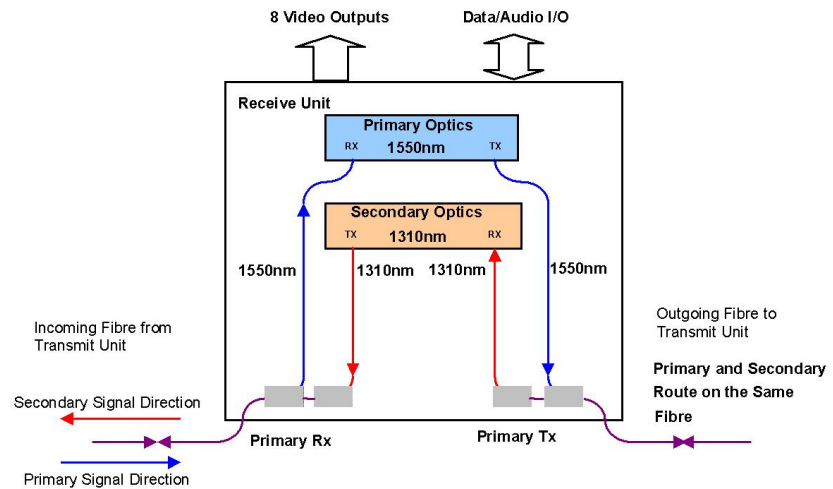 8 Video Outputs
Data/Audio I/O
Receive Unit
Primary Optics
RX
1550nm
TX
Secondary Optics
TX
1310nm
RX
1550nm
1310nm
1310nm
1550nm
Incoming Fibre from
Transmit Unit
Outgoing Fibre to
Transmit Unit
Primary and Secondary
Route on the Same
Fibre
Secondary Signal Direction
Primary Rx
Primary Tx
Primary Signal Direction